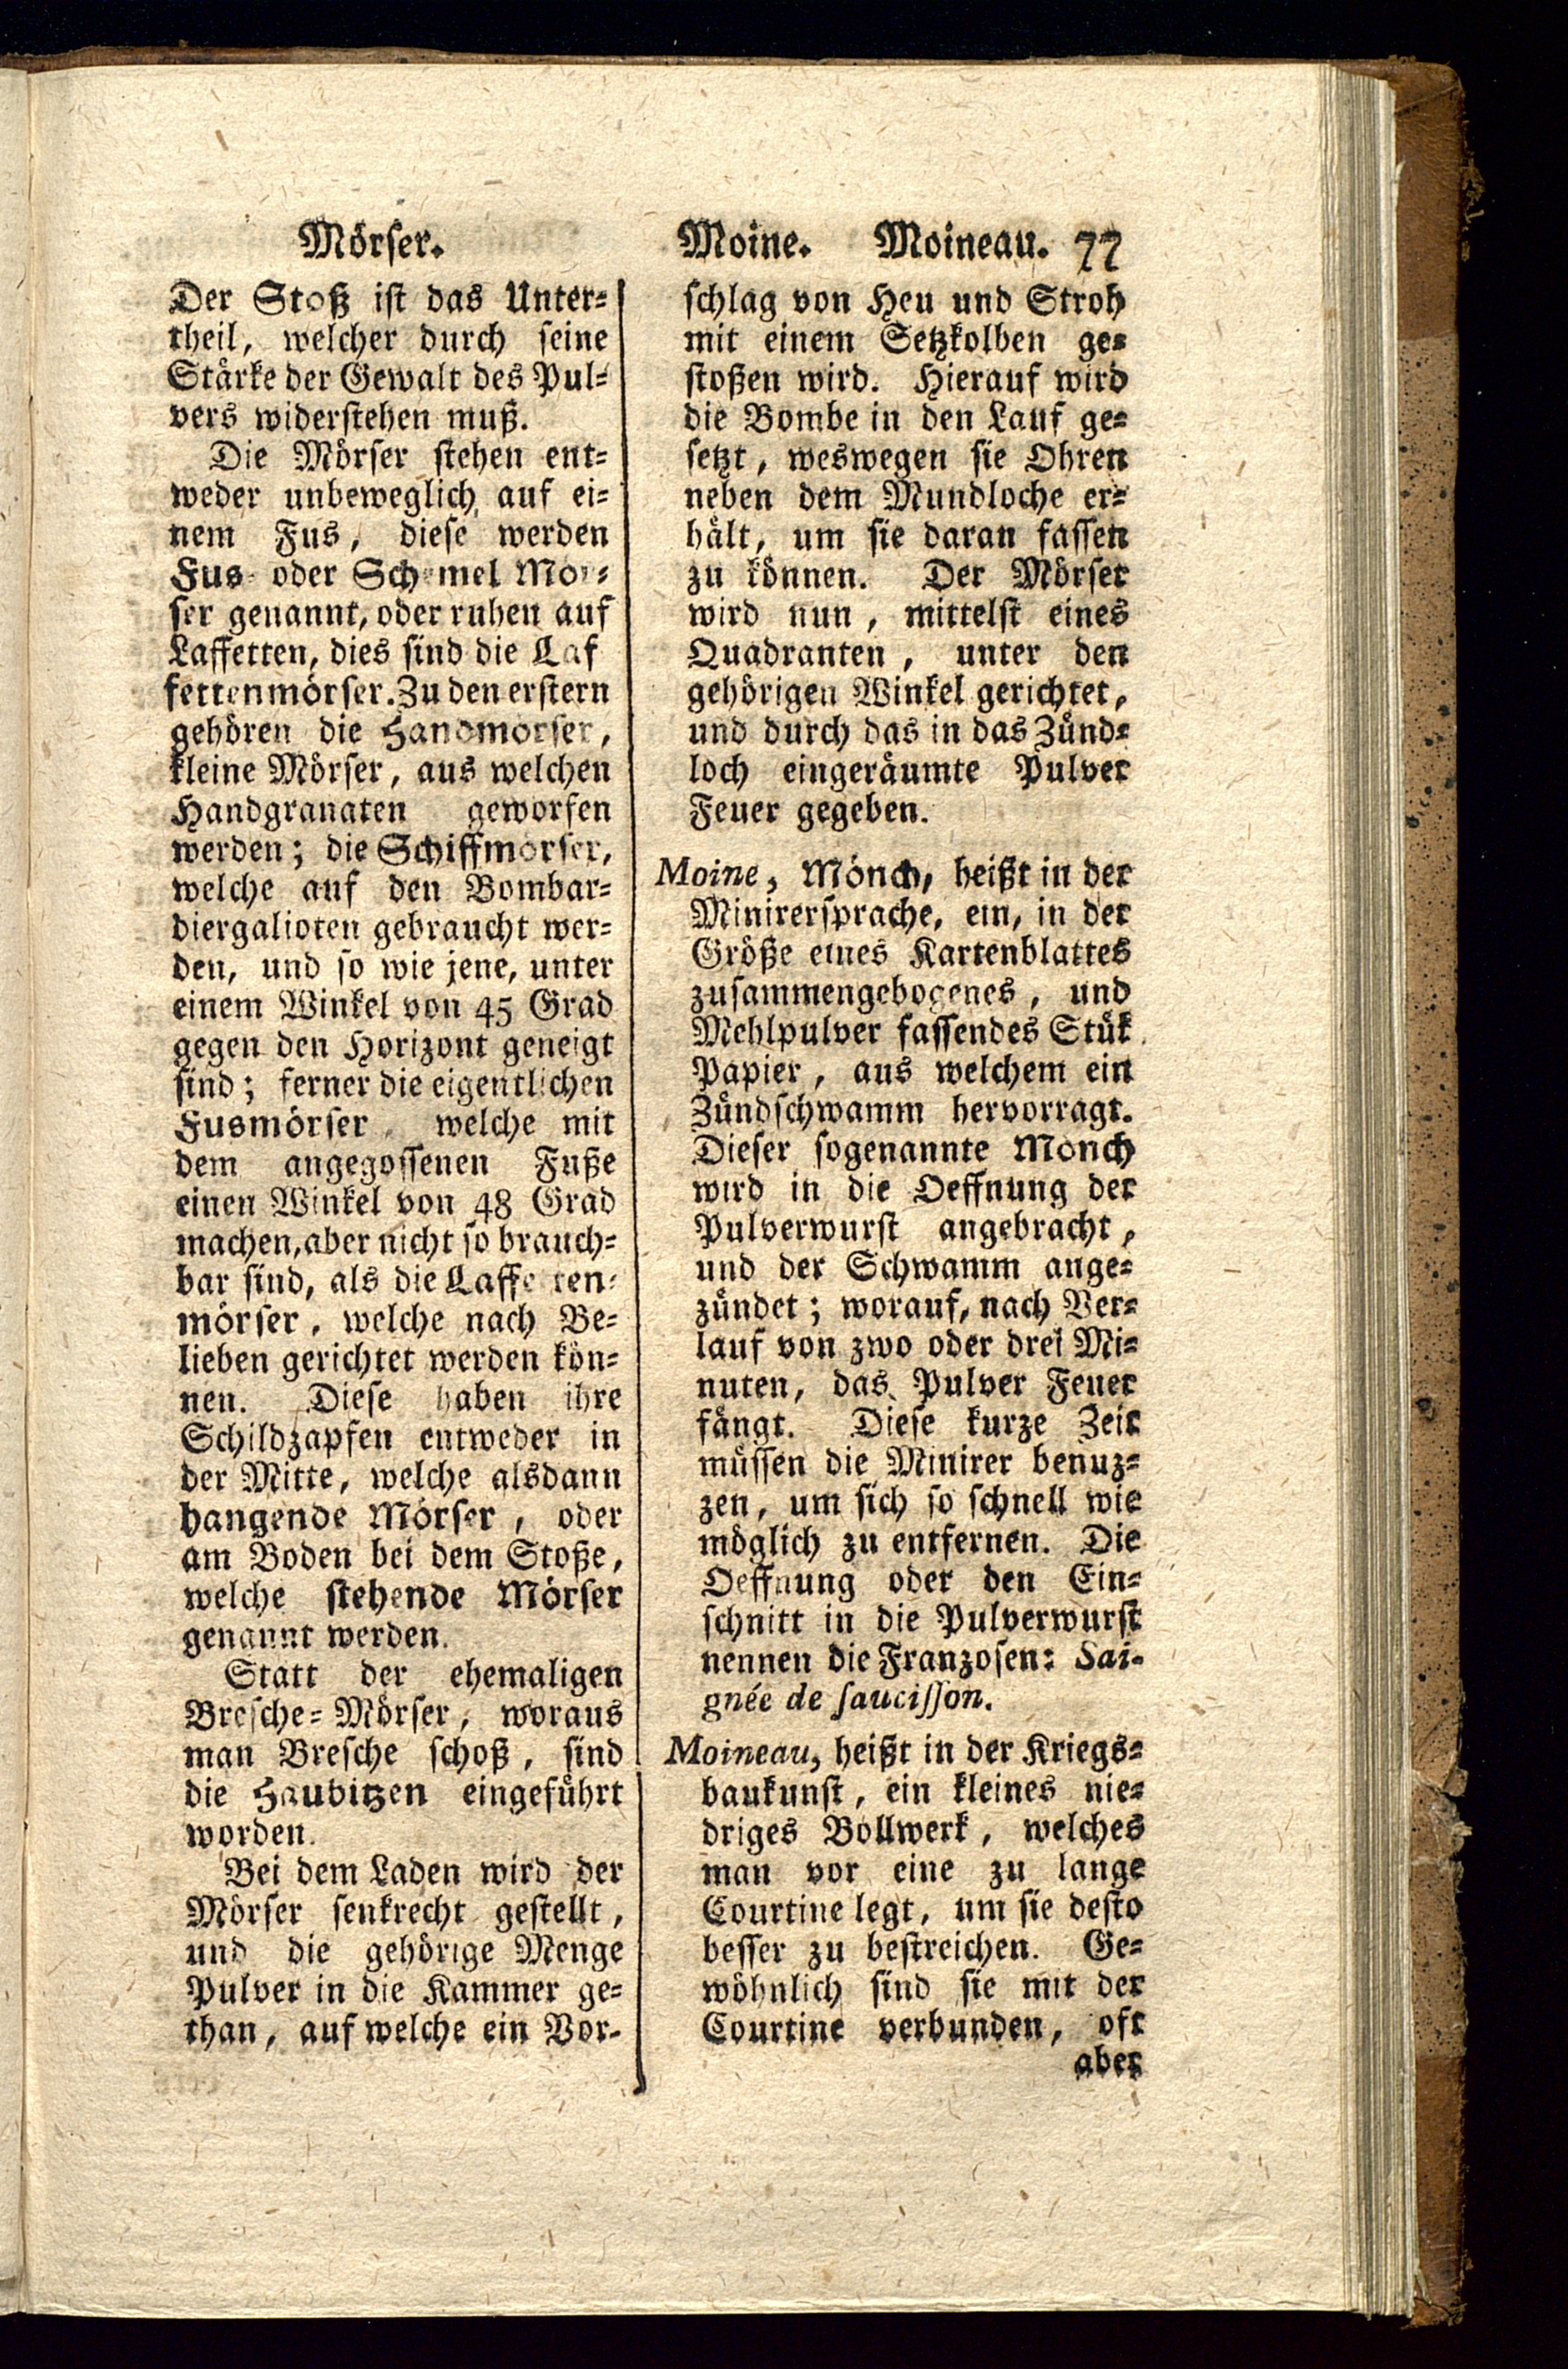 Mörser.
Der Stoß ist das Unter-
theil, welcher durch seine
Stärke der Gewalt des Pul-
vers widerstehen muß.
Die Mörser stehen ent-
weder unbeweglich auf ei-
nem Fus, diese werden
Fus- oder Schemel Mör-
ser genannt, oder ruhen auf
Laffetten, dies sind die Laf
fettenmörser. Zu den erstern
gehören die Handmörser,
kleine Mörser, aus welchen
Handgranaten geworfen
werden; die Schiffmörser,
welche auf den Bombar-
diergalioten gebraucht wer-
den, und so wie jene, unter
einem Winkel von 45 Grad
gegen den Horizont geneigt
sind; ferner die eigentlichen
Fusmörser, welche mit
dem angegossenen Fuße
einen Winkel von 48 Grad
machen, aber nicht so brauch-
bar sind, als die Laffetten-
mörser, welche nach Be-
lieben gerichtet werden kön-
nen. Diese haben ihre
Schildzapfen entweder in
der Mitte, welche alsdann
hangende Mörser, oder
am Boden bei dem Stoße,
welche stehende Mörser
genannt werden.
Statt der ehemaligen
Bresche-Mörser, woraus
man Bresche schoß, sind
die Haubitzen eingeführt
worden.
Bei dem Laden wird der
Mörser senkrecht gestellt,
und die gehörige Menge
Pulver in die Kammer ge-
than, auf welche ein Vor-
Moine. Moineau. 77
schlag von Heu und Stroh
mit einem Setzkolben ge-
stoßen wird. Hierauf wird
die Bombe in den Lauf ge-
setzt, weswegen sie Ohren
neben dem Mundloche er-
hält, um sie daran fassen
zu können. Der Mörser
wird nun, mittelst eines
Quadranten, unter den
gehörigen Winkel gerichtet,
und durch das in das Zünd-
loch eingeräumte Pulver
Feuer gegeben.
Moine, Mönch, heißt in der
Minirersprache, ein, in der
Größe eines Kartenblattes
zusammengebogenes, und
Mehlpulver fassendes Stük
Papier, aus welchem ein
Zündschwamm hervorragt.
Dieser sogenannte Mönch
wird in die Oeffnung der
Pulverwurst angebracht,
und der Schwamm ange-
zündet; worauf, nach Ver-
lauf von zwo oder drei Mi-
nuten, das Pulver Feuer
fängt. Diese kurze Zeit
müssen die Minirer benuz-
zen, um sich so schnell wie
möglich zu entfernen. Die
Oeffnung oder den Ein-
schnitt in die Pulverwurst
nennen die Franzosen: Sai-
gnée de saucisson.
Moineau, heißt in der Kriegs-
baukunst, ein kleines nie-
driges Bollwerk, welches
man vor eine zu lange
Courtine legt, um sie desto
besser zu bestreichen. Ge-
wöhnlich sind sie mit der
Courtine verbunden, oft
aber